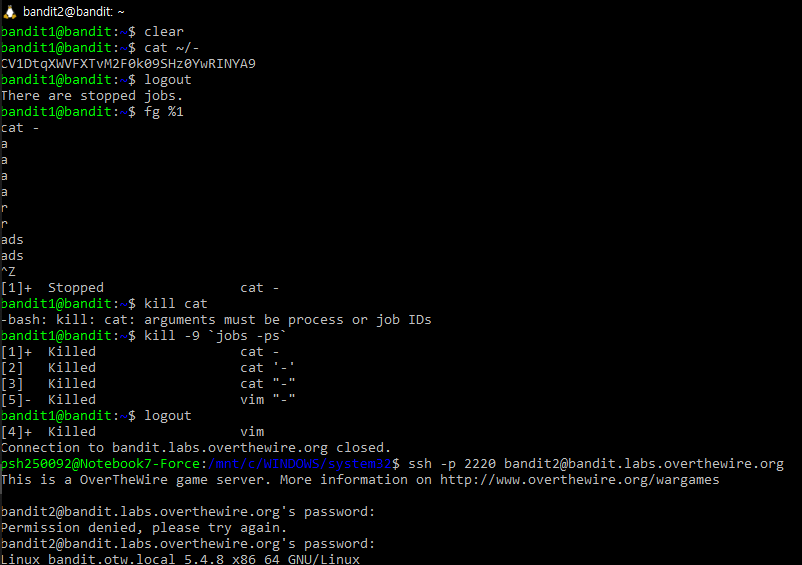 bandit2@bandit: ~
bandit1@bandit:~$ clear
bandit1@bandit:~$ cat ~/-
CV1DtqXWVFXTvM2F0k09SHz0YwRINYA9
bandit1@bandit:~$ logout
There are stopped jobs.
bandit1@bandit:~$ fg %1
cat -
a
a
a
a
r
r
ads
ads
^Z
[1]+  Stopped                 cat -
bandit1@bandit:~$ kill cat
-bash: kill: cat: arguments must be process or job IDs
bandit1@bandit:~$ kill -9 `jobs -ps`
[1]+  Killed                  cat -
[2]   Killed                  cat '-'
[3]   Killed                  cat "-"
[5]-  Killed                  vim "-"
bandit1@bandit:~$ logout
[4]+  Killed                  vim
Connection to bandit.labs.overthewire.org closed.
psh250092@Notebook7-Force:/mnt/c/WINDOWS/system32$ ssh -p 2220 bandit2@bandit.labs.overthewire.org
This is a OverTheWire game server. More information on http://www.overthewire.org/wargames
bandit2@bandit.labs.overthewire.org's password:
Permission denied, please try again.
bandit2@bandit.labs.overthewire.org's password:
Linux bandit.otw.local 5.4.8 x86_64 GNU/Linux